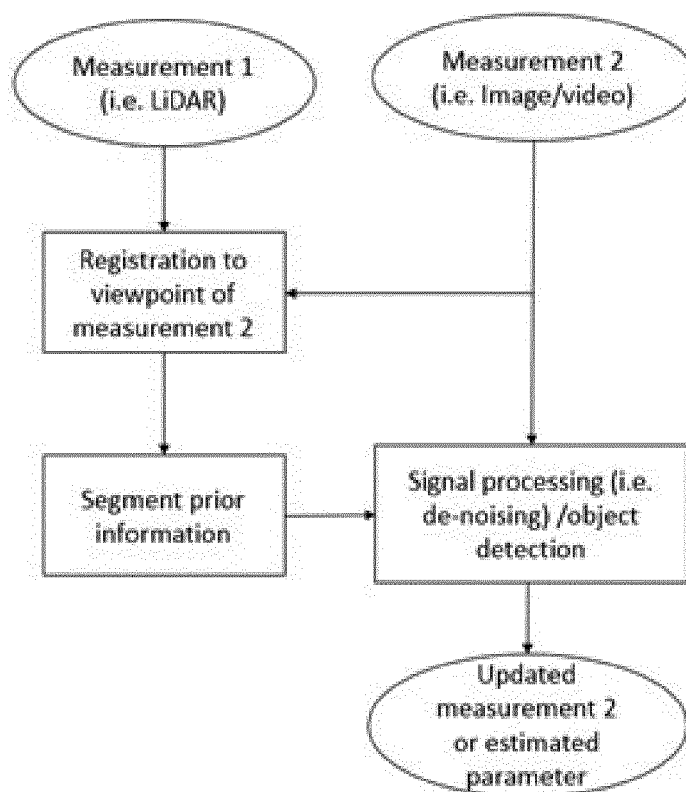 Measurement 1
(i.e. LiDAR)
Measurement 2
(i.e. Image/video)
Registration to
viewpoint of
measurement 2
Segment prior
information
Signal processing (i.e.
de-noising) /object
detection
Updated
measurement 2
or estimated
parameter